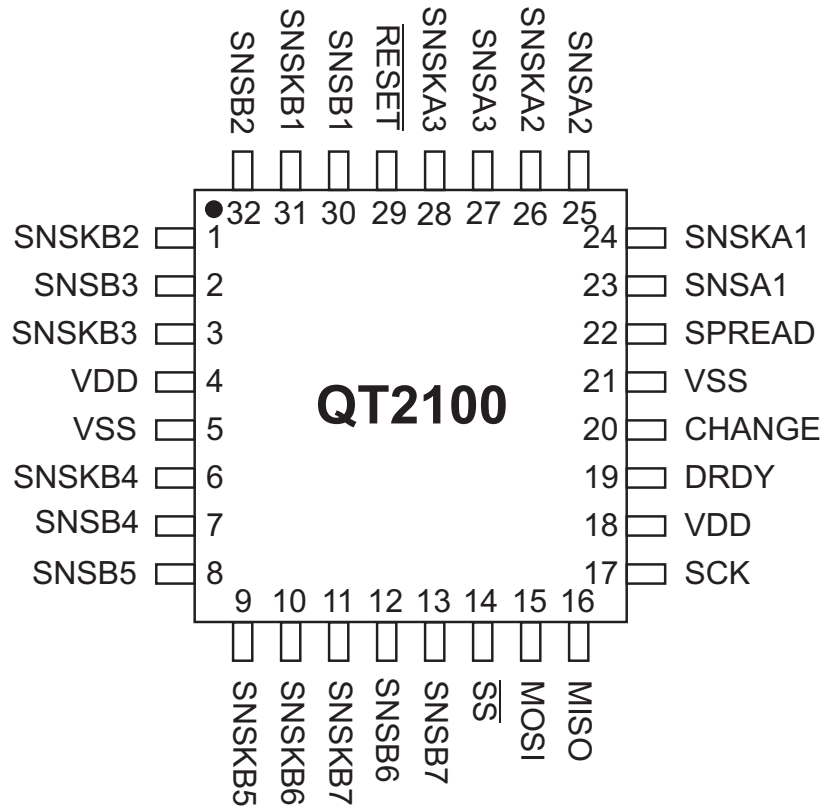 SNSB2
SNSKB1
SNSB1
RESET
SNSKA3
SNSA3
SNSKA2
SNSA2
32 31 30 29 28 27 26 25
SNSKB2 1 24 SNSKA1
SNSB3 2 23 SNSA1
SNSKB3 3 22 SPREAD
VDD 4 21 VSS
QT2100
VSS 5 20 CHANGE
SNSKB4 6 19 DRDY
SNSB4 7 18 VDD
SNSB5 8 17 SCK
9 10 11 12 13 14 15 16
SNSKB5
SNSKB6
SNSKB7
SNSB6
SNSB7
SS
MOSI
MISO